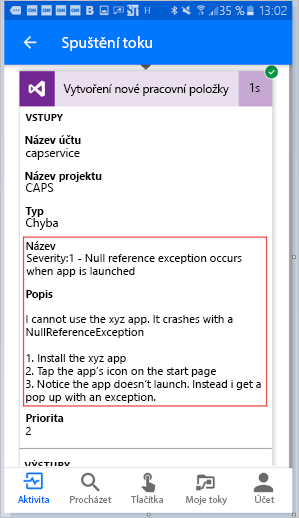 35 % 13:02
Spuštění toku
Vytvoření nové pracovní položky 1s
VSTUPY
Název účtu
capservice
Název projektu
CAPS
Typ
Chyba
Název
Severity:1 - Null reference exception occurs
when app is launched
Popis
I cannot use the xyz app. It crashes with a
NullReferenceException
1. Install the xyz app
2. Tap the app's icon on the start page
3. Notice the app doesn't launch. Instead i get a
pop up with an exception.
Priorita
2
VÝSTUPY
Aktivita Procházet Tlačítka Moje toky Účet